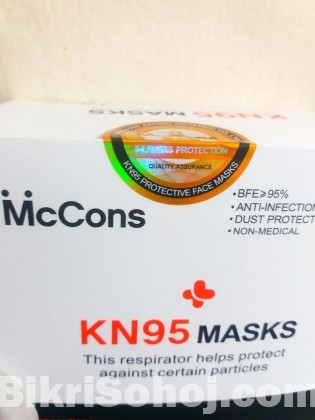 KN95 MASKS
5-LAYERS PROTECTION
QUALITY ASSURANCE
KN95 PROTECTIVE FACE MASKS
McCons
• BFE≥95%
• ANTI-INFECTION
• DUST PROTECT
• NON-MEDICAL
KN95 MASKS
This respirator helps protect
against certain particles
BikriSohoj.com